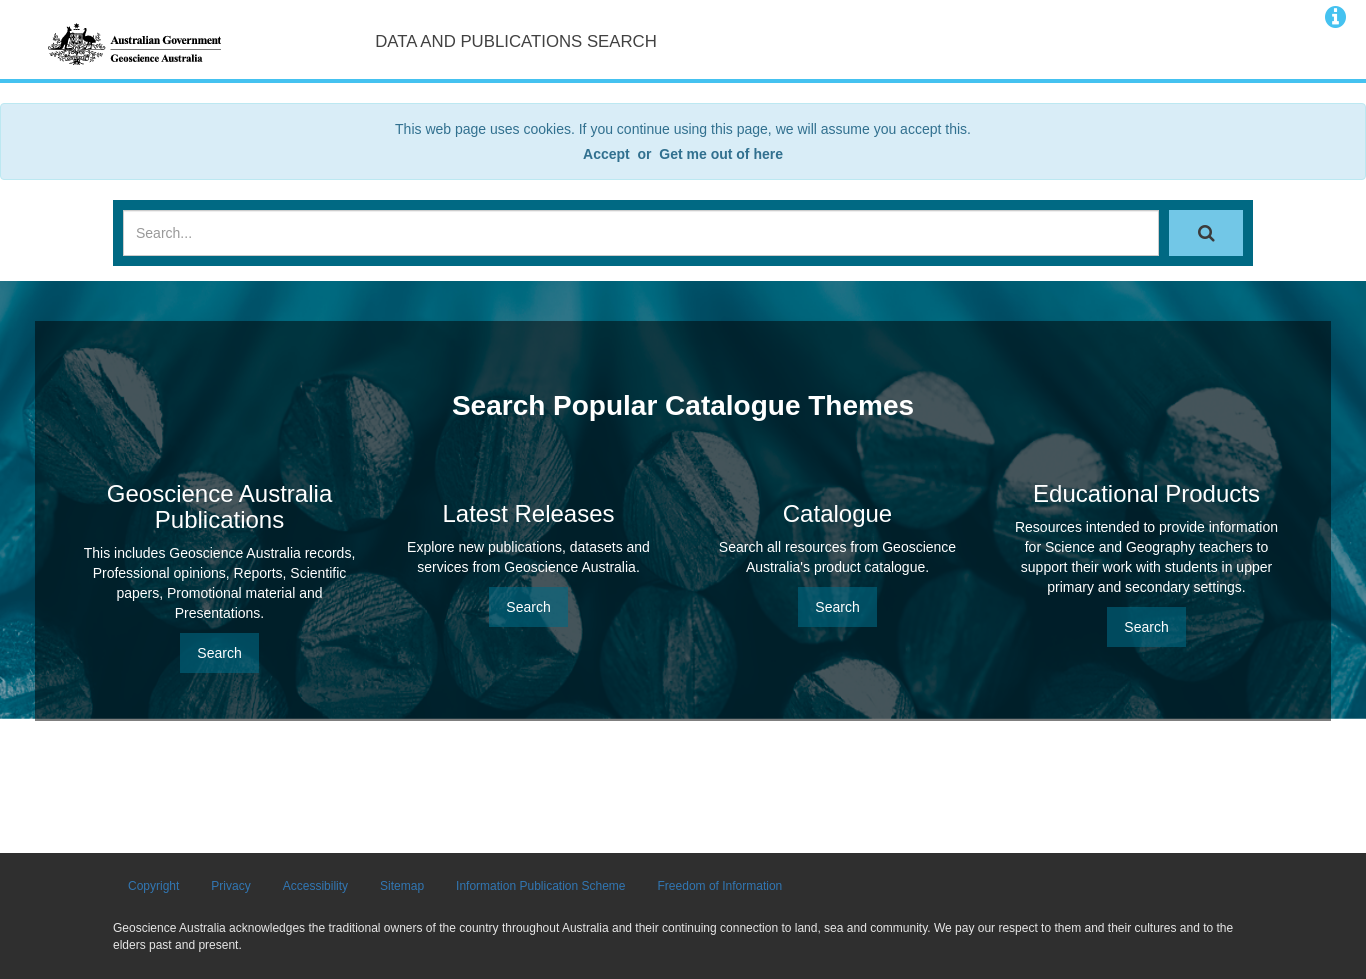 Australian Government
Geoscience Australia
DATA AND PUBLICATIONS SEARCH
This web page uses cookies. If you continue using this page, we will assume you accept this.
Accept or Get me out of here
Search...
Search Popular Catalogue Themes
Geoscience Australia
Publications
This includes Geoscience Australia records,
Professional opinions, Reports, Scientific
papers, Promotional material and
Presentations.
Search
Latest Releases
Explore new publications, datasets and
services from Geoscience Australia.
Search
Catalogue
Search all resources from Geoscience
Australia's product catalogue.
Search
Educational Products
Resources intended to provide information
for Science and Geography teachers to
support their work with students in upper
primary and secondary settings.
Search
Copyright Privacy Accessibility Sitemap Information Publication Scheme Freedom of Information
Geoscience Australia acknowledges the traditional owners of the country throughout Australia and their continuing connection to land, sea and community. We pay our respect to them and their cultures and to the
elders past and present.